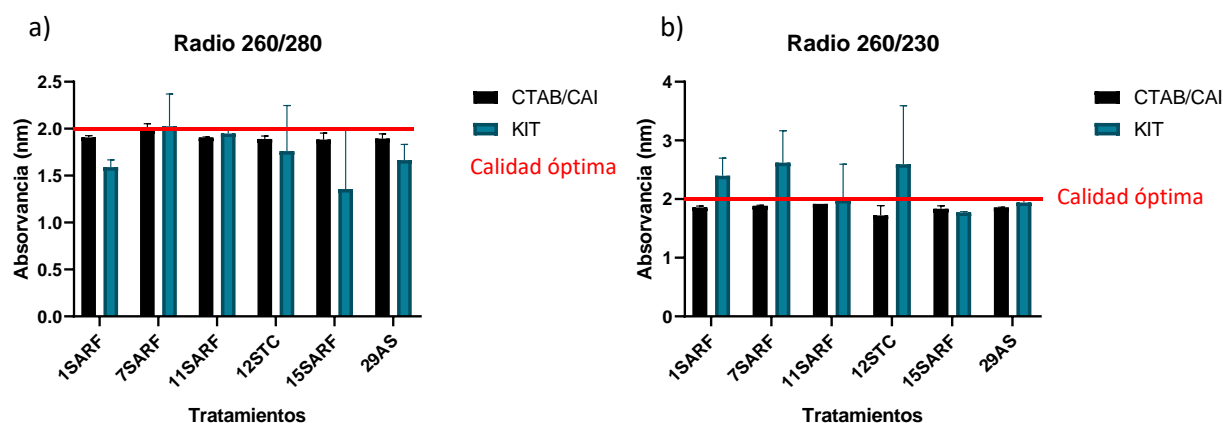 a)
Radio 260/280
Absorvancia (nm)
2.5
2.0
1.5
1.0
0.5
0.0
1SARF
7SARF
11SARF
12STC
15SARF
29AS
Tratamientos
CTAB/CAI
KIT
Calidad óptima
b)
Radio 260/230
Absorvancia (nm)
4
3
2
1
0
1SARF
7SARF
11SARF
12STC
15SARF
29AS
Tratamientos
CTAB/CAI
KIT
Calidad óptima